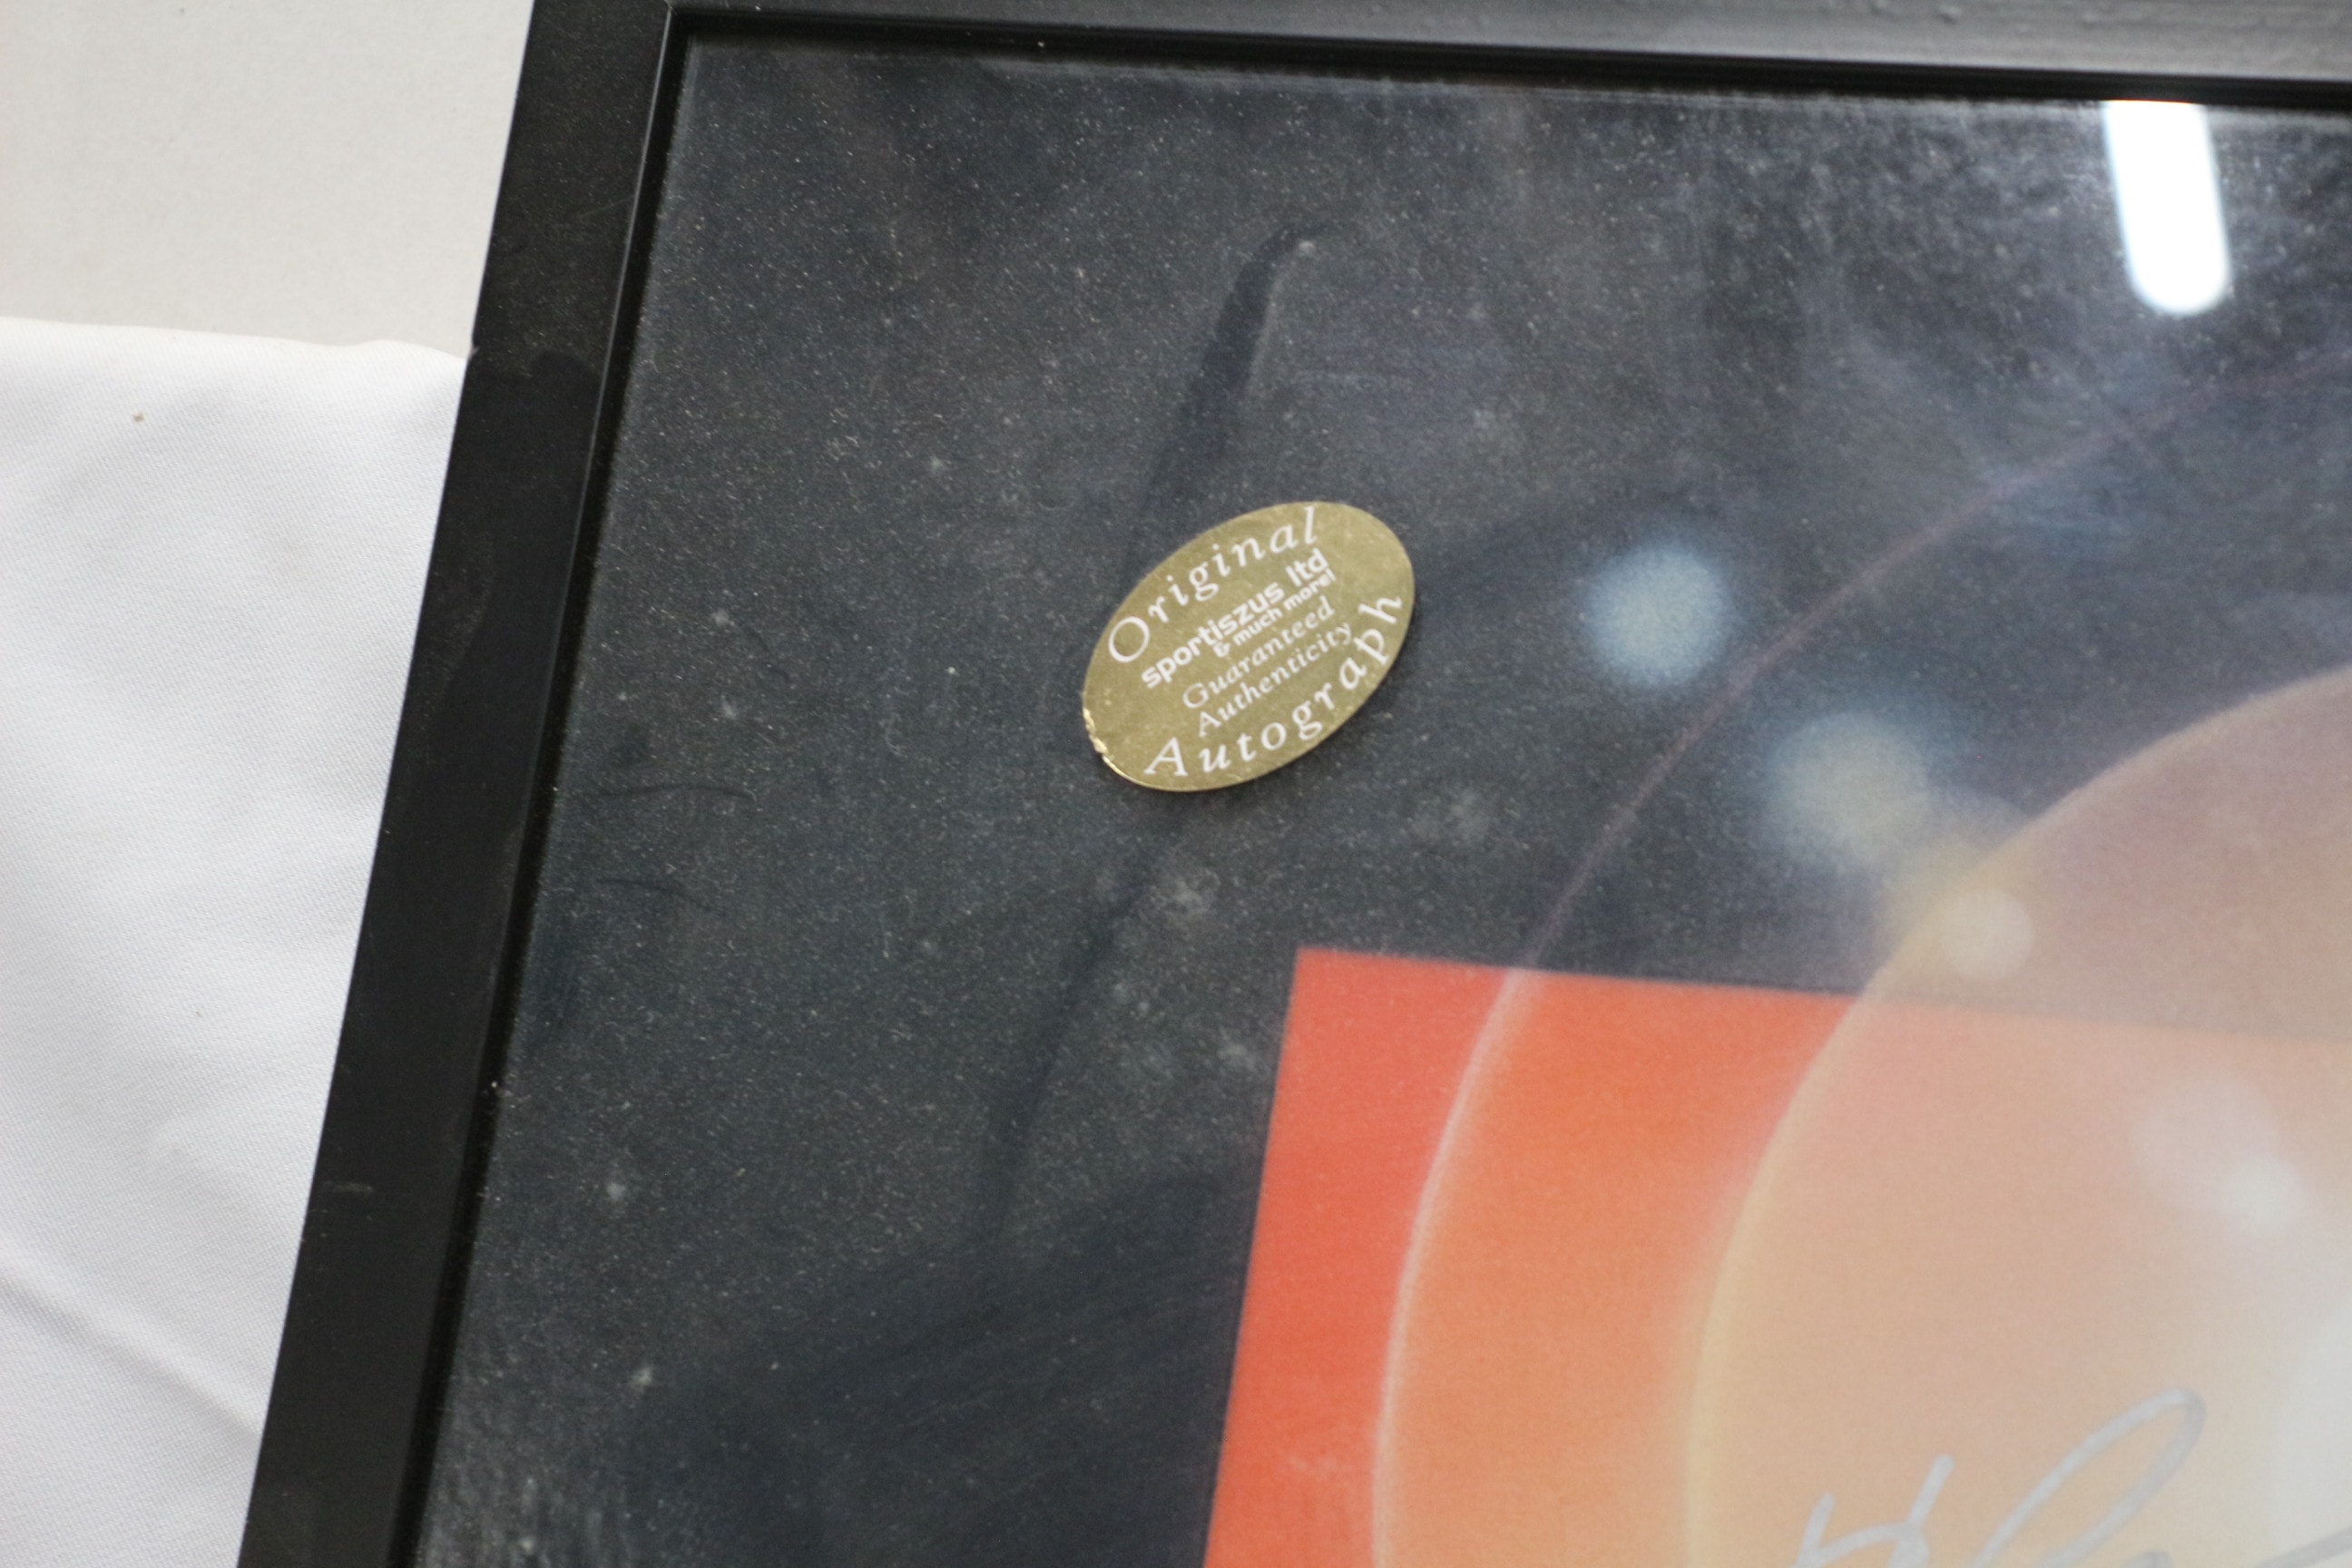 Original
sportiszus ltd
& much more!
Guaranteed
Authenticity
Autograph